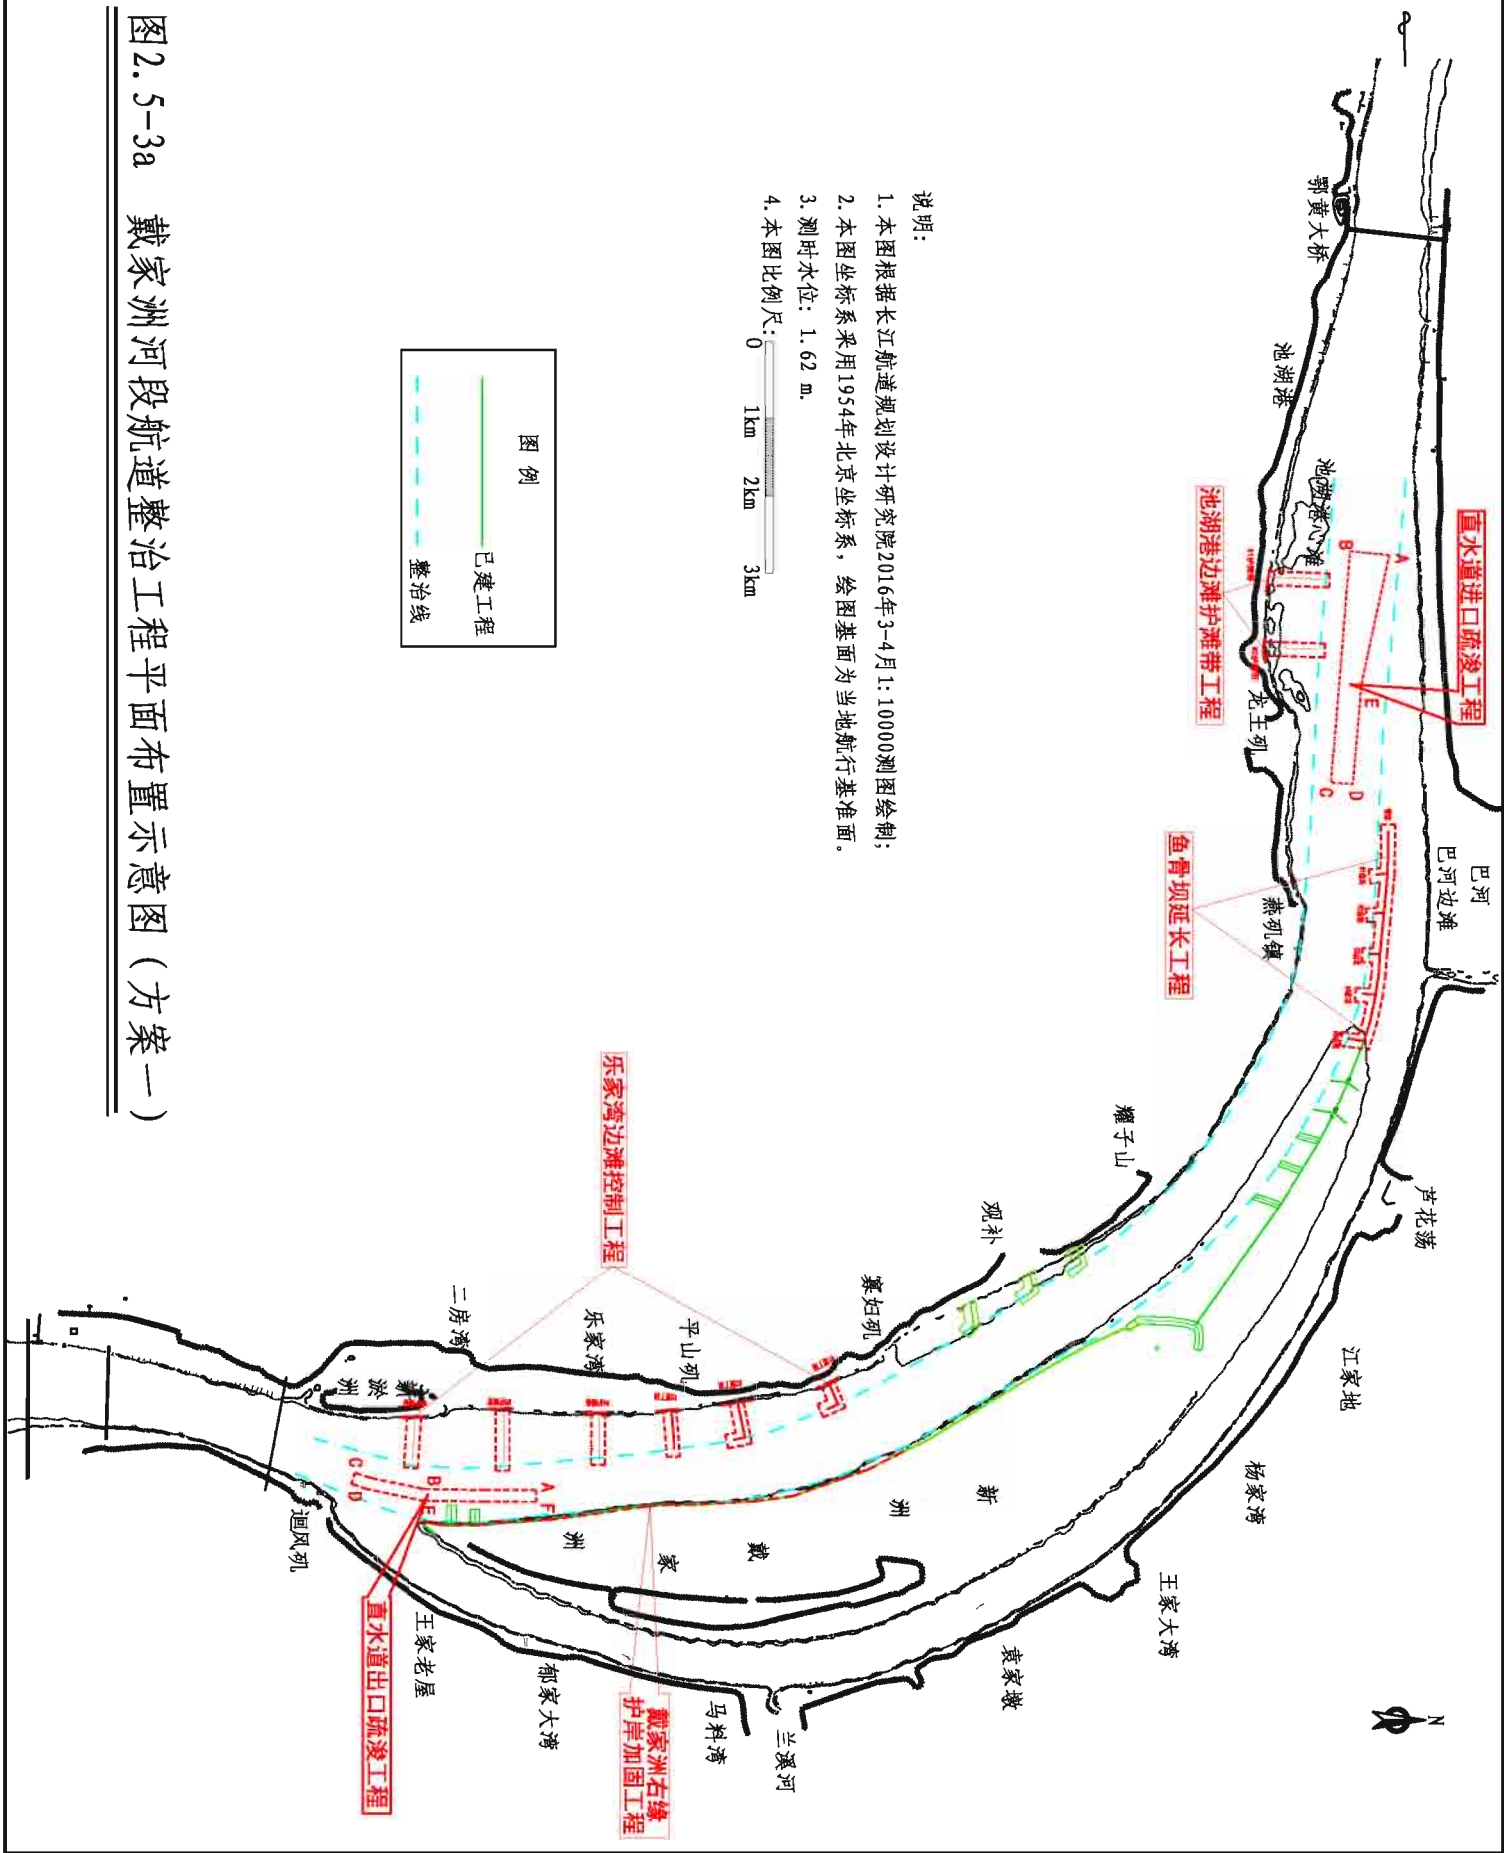 图2.5-3a 戴家洲河段航道整治工程平面布置示意图(方案一)
说明:
1.本图根据长江航道规划设计研究院2016年3-4月1:10000测图绘制;
2.本图坐标系采用1954年北京坐标系，绘图基面为当地航行基准面。
3.测时水位: 1.62 m.
4.本图比例尺:
0 1km 2km 3km
图 例
已建工程
整治线
鄂黄大桥
池湖港
池湖港心滩
直水道进口疏浚工程
A
B
C
D
E
池湖港边滩护滩带工程
龙王矶
巴河
巴河边滩
燕矶镇
鱼骨坝延长工程
芦花荡
耀子山
观补
寡妇矶
平山矶
乐家湾
二房湾
乐家湾边滩控制工程
新淤洲
江家地
杨家湾
王家大湾
袁家墩
兰溪河
马料湾
郁家大湾
王家老屋
迴风矶
新洲
戴家洲
戴家洲右缘
护岸加固工程
直水道出口疏浚工程
A
B
C
D
E
F
N